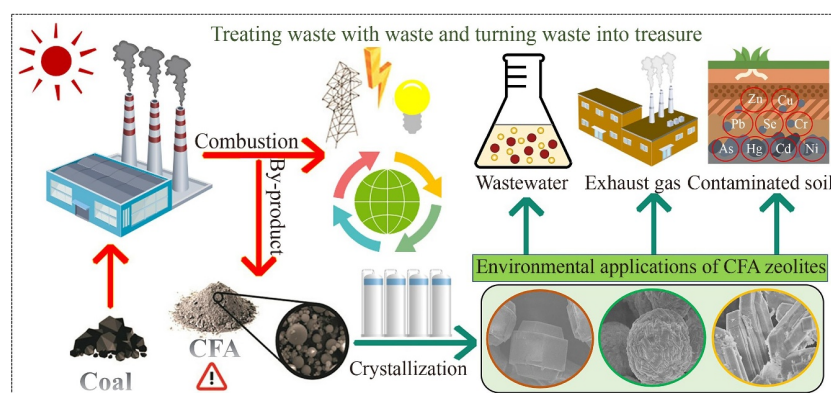 Treating waste with waste and turning waste into treasure
Combustion
By-product
Coal
CFA
Crystallization
Wastewater
Exhaust gas
Contaminated soil
Zn
Cu
Pb
Se
Cr
As
Hg
Cd
Ni
Environmental applications of CFA zeolites